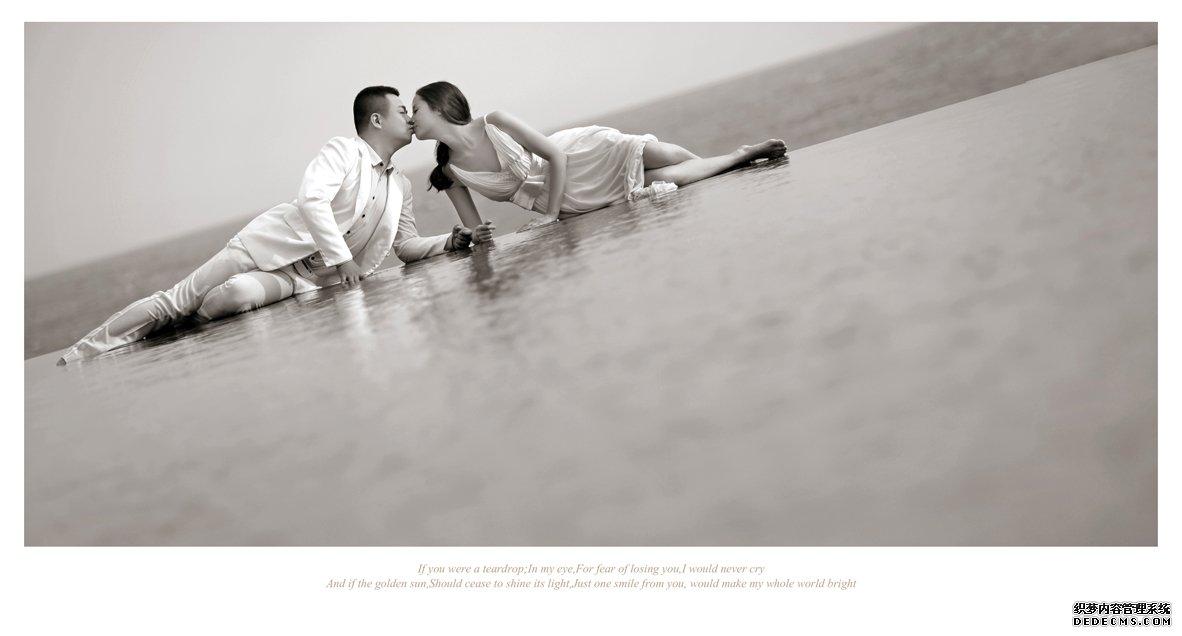 If you were a teardrop;In my eye,For fear of losing you,I would never cry
And if the golden sun,Should cease to shine its light,Just one smile from you, would make my whole world bright
织梦内容管理系统
DEDECMS.COM